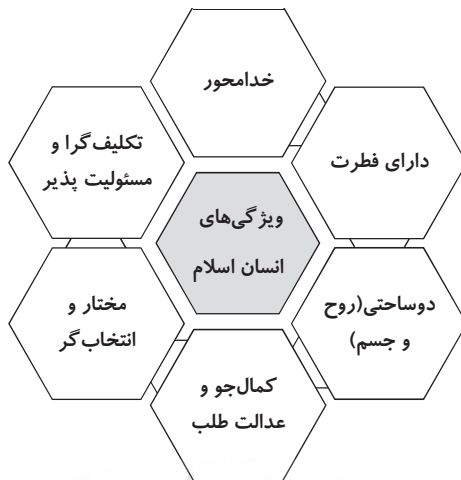 خدامحور
دارای فطرت
دوساحتی(روح
و جسم)
کمال‌جو و
عدالت طلب
مختار و
انتخاب‌گر
تکلیف‌گرا و
مسئولیت پذیر
ویژگی‌های
انسان اسلام